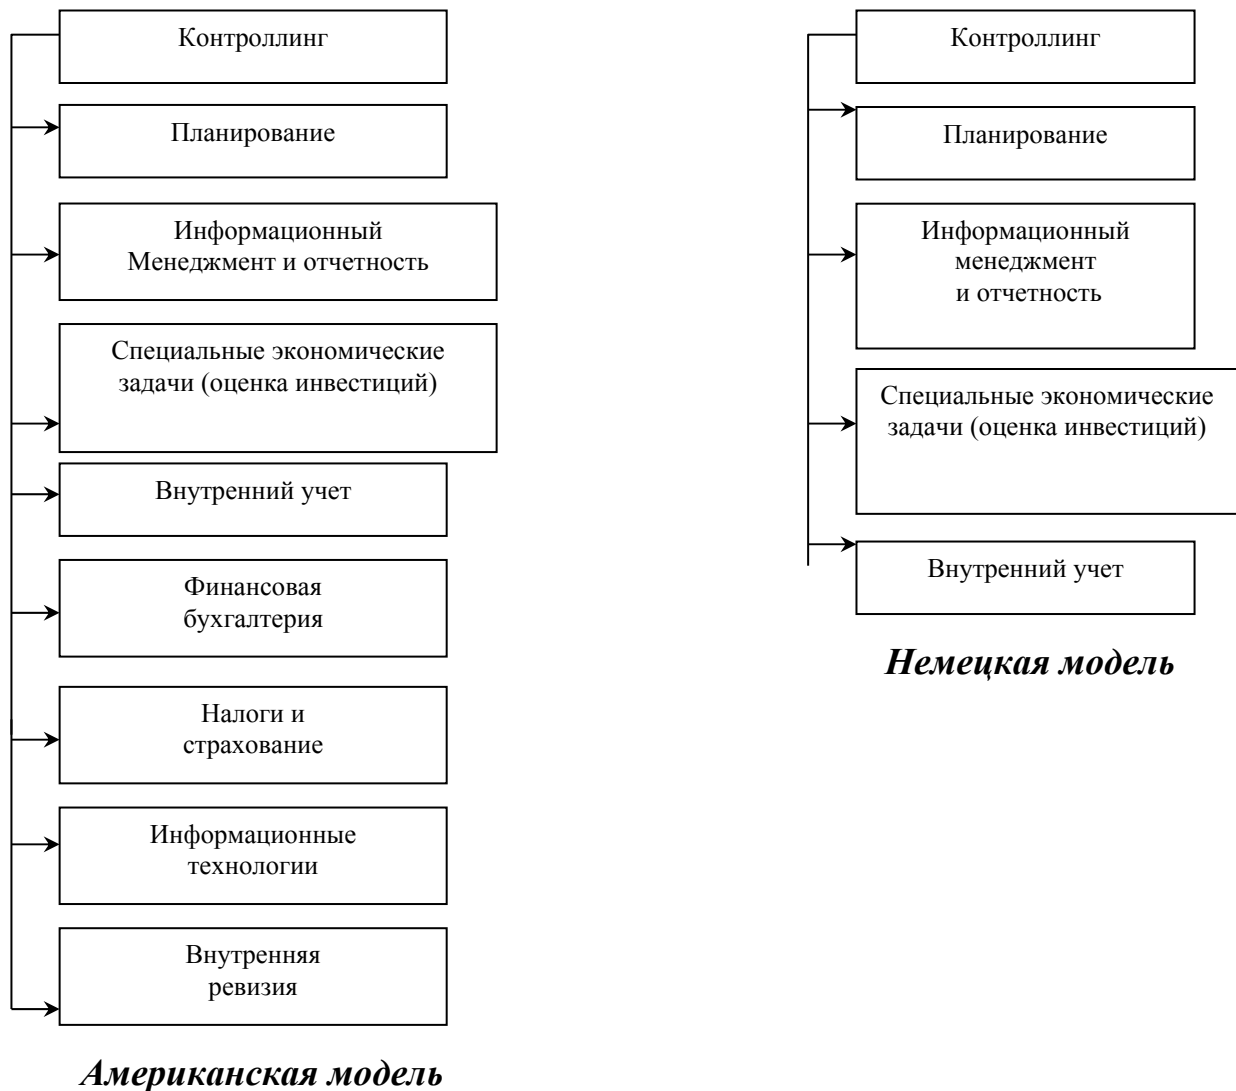 Контроллинг
Планирование
Информационный
Менеджмент и отчетность
Специальные экономические
задачи (оценка инвестиций)
Внутренний учет
Финансовая
бухгалтерия
Налоги и
страхование
Информационные
технологии
Внутренняя
ревизия
Американская модель
Контроллинг
Планирование
Информационный
менеджмент
и отчетность
Специальные экономические
задачи (оценка инвестиций)
Внутренний учет
Немецкая модель